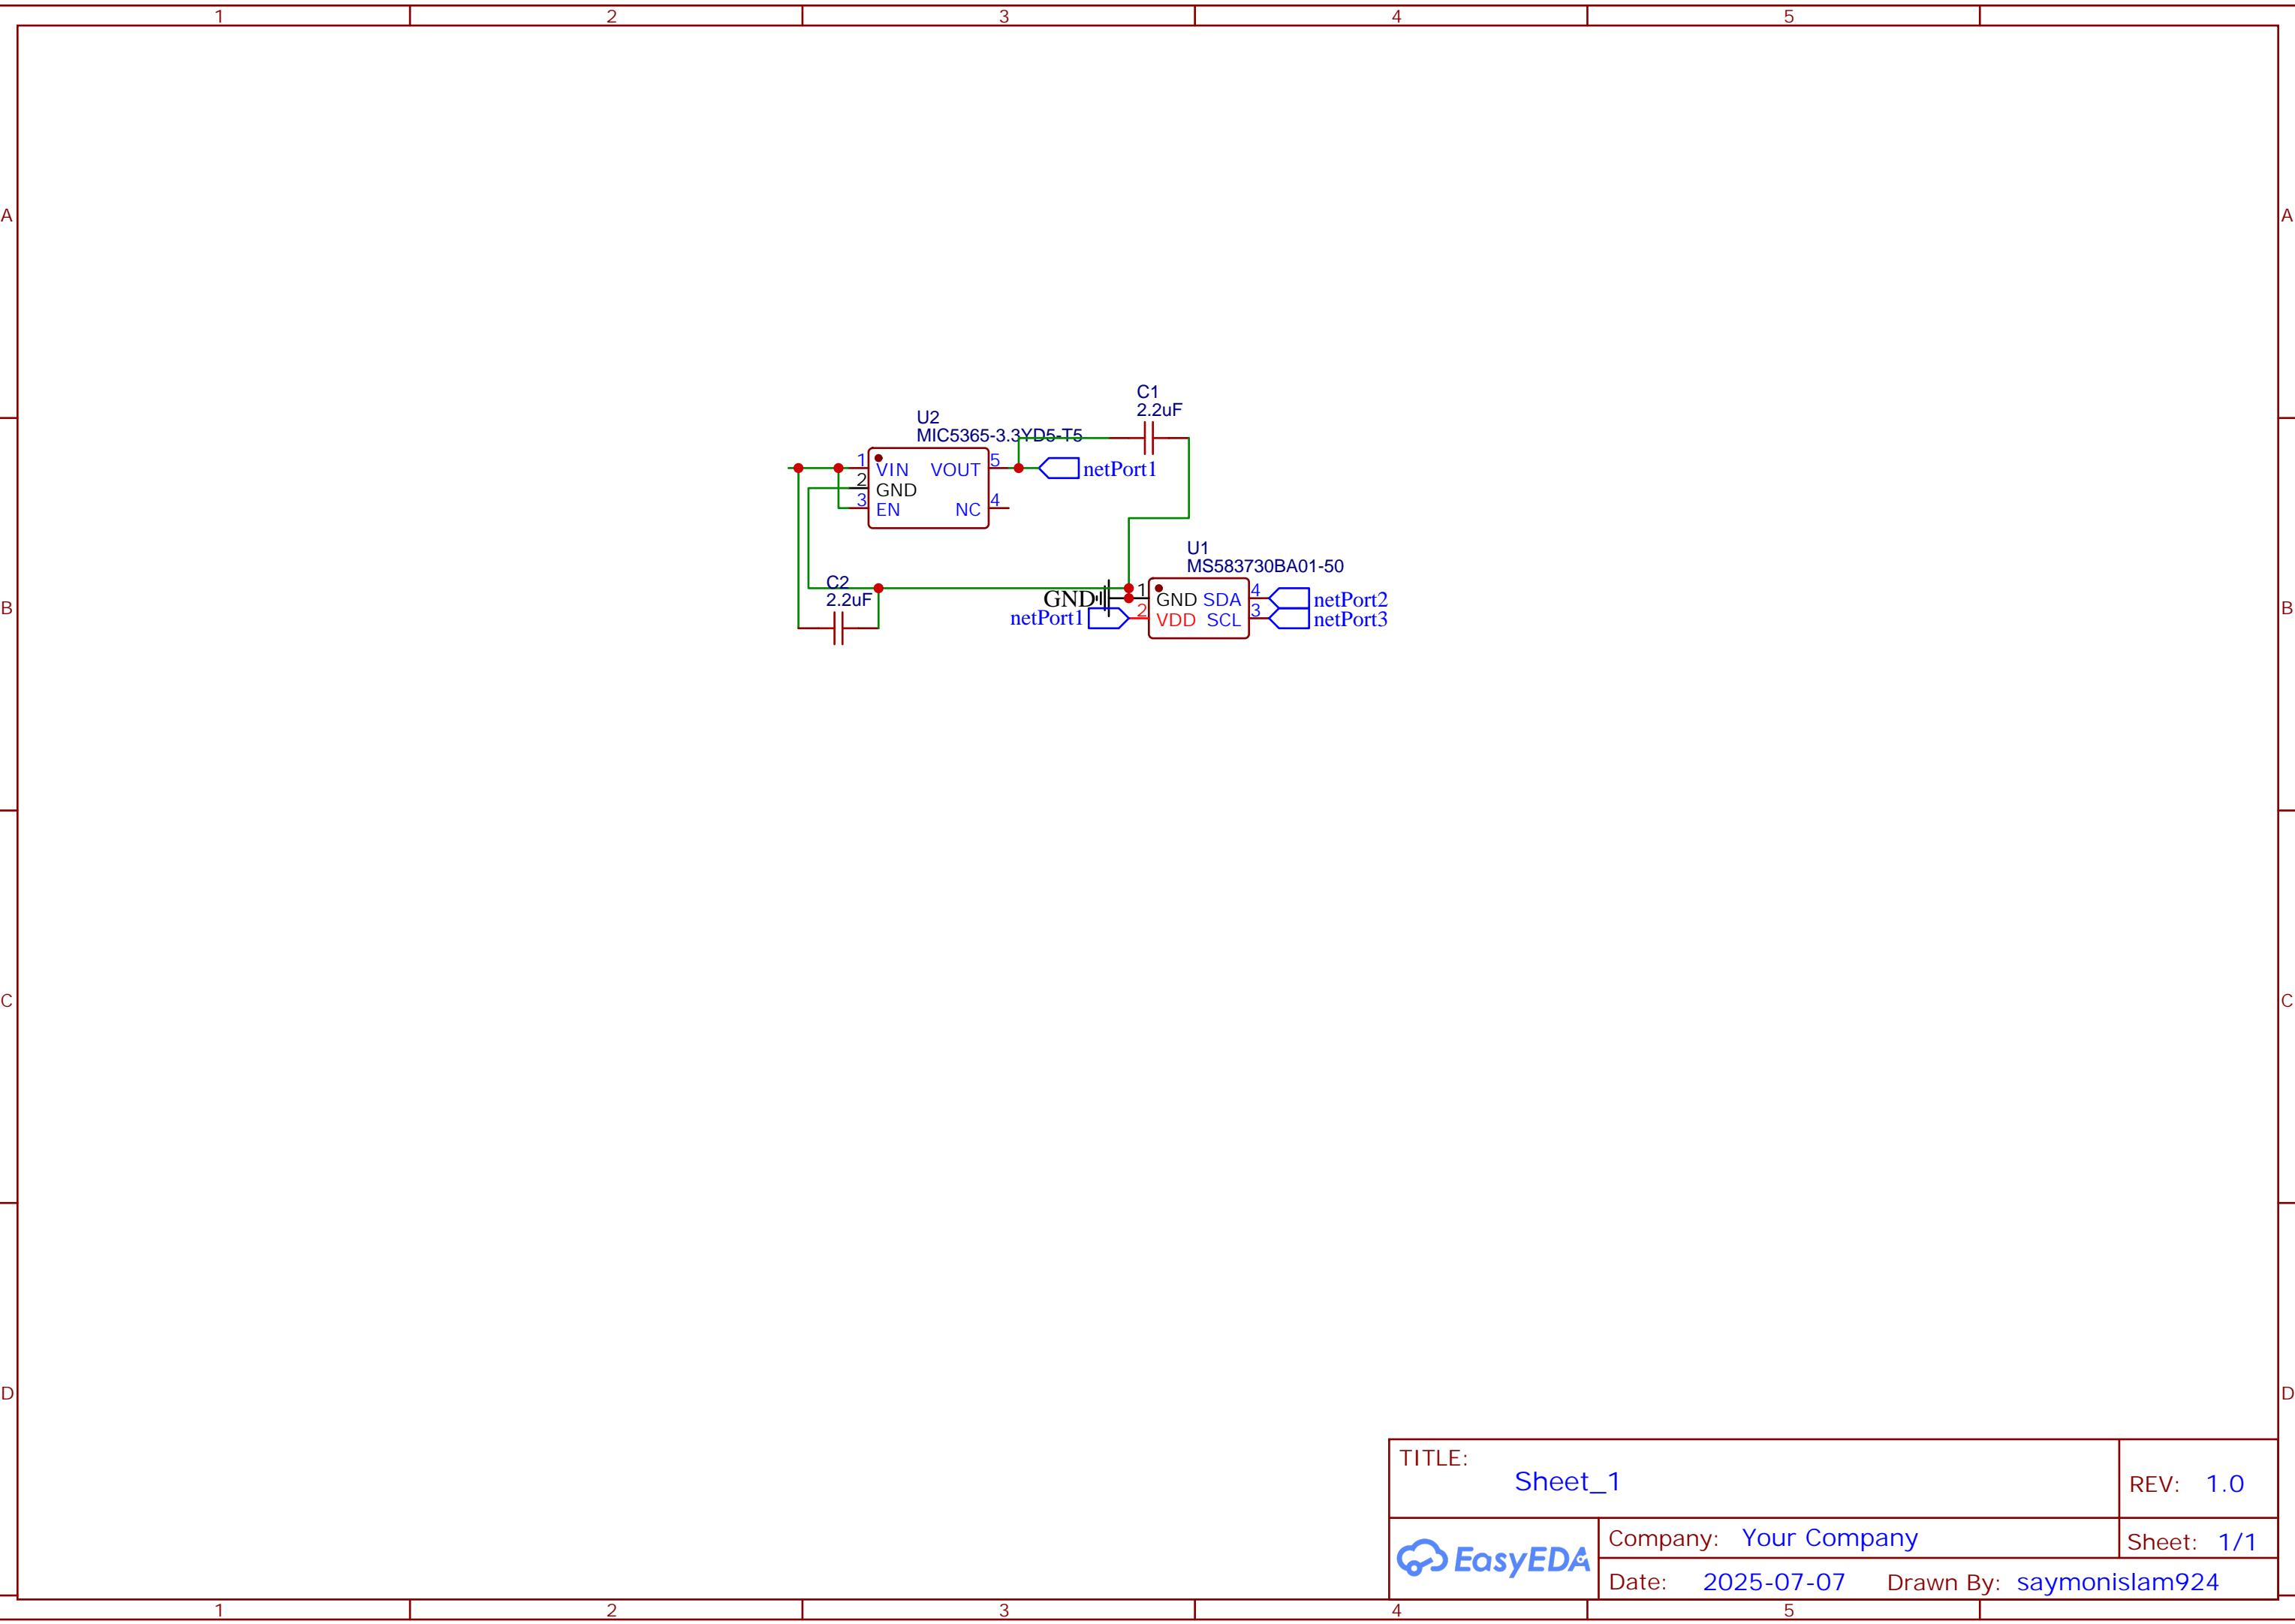 1 2 3 4 5
A A
C1
2.2uF
B B
U2
MIC5365-3.3YD5-T5
1 VIN VOUT 5 netPort1
2 GND
3 EN NC 4
U1
MS583730BA01-50
C2
2.2uF
GND 1 GND SDA 4 netPort2
netPort1 2 VDD SCL 3 netPort3
C C
D D
TITLE:
Sheet_1
REV: 1.0
EasyEDA
Company: Your Company
Sheet: 1/1
Date: 2025-07-07 Drawn By: saymonislam924
1 2 3 4 5